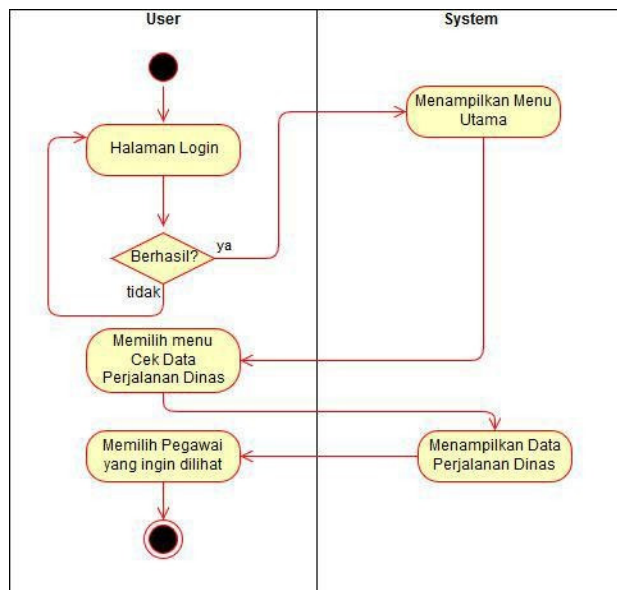 User
System
Menampilkan Menu
Utama
Halaman Login
Berhasil?
ya
tidak
Memilih menu
Cek Data
Perjalanan Dinas
Memilih Pegawai
yang ingin dilihat
Menampilkan Data
Perjalanan Dinas